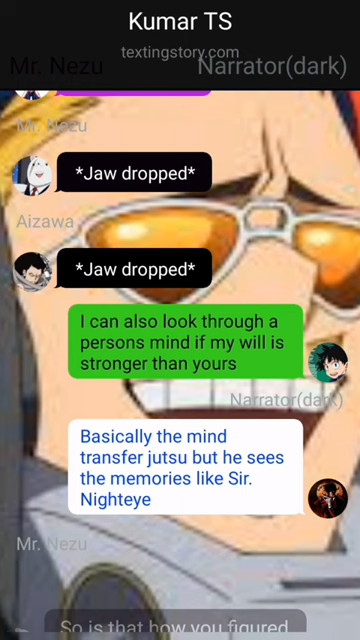 Kumar TS
textingstory.com
Mr. Nezu
Narrator(dark)
Mr. Nezu
*Jaw dropped*
Aizawa
*Jaw dropped*
I can also look through a
persons mind if my will is
stronger than yours
Narrator(dark)
Basically the mind
transfer jutsu but he sees
the memories like Sir.
Nighteye
Mr. Nezu
So is that how you figured